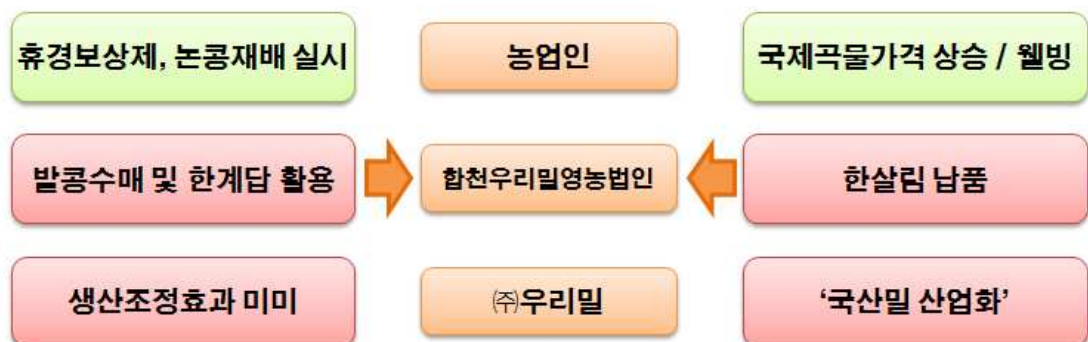 휴경보상제, 논콩재배 실시
농업인
국제곡물가격 상승 / 웰빙
밭콩수매 및 한계답 활용
합천우리밀영농법인
한살림 납품
생산조정효과 미미
㈜우리밀
‘국산밀 산업화’